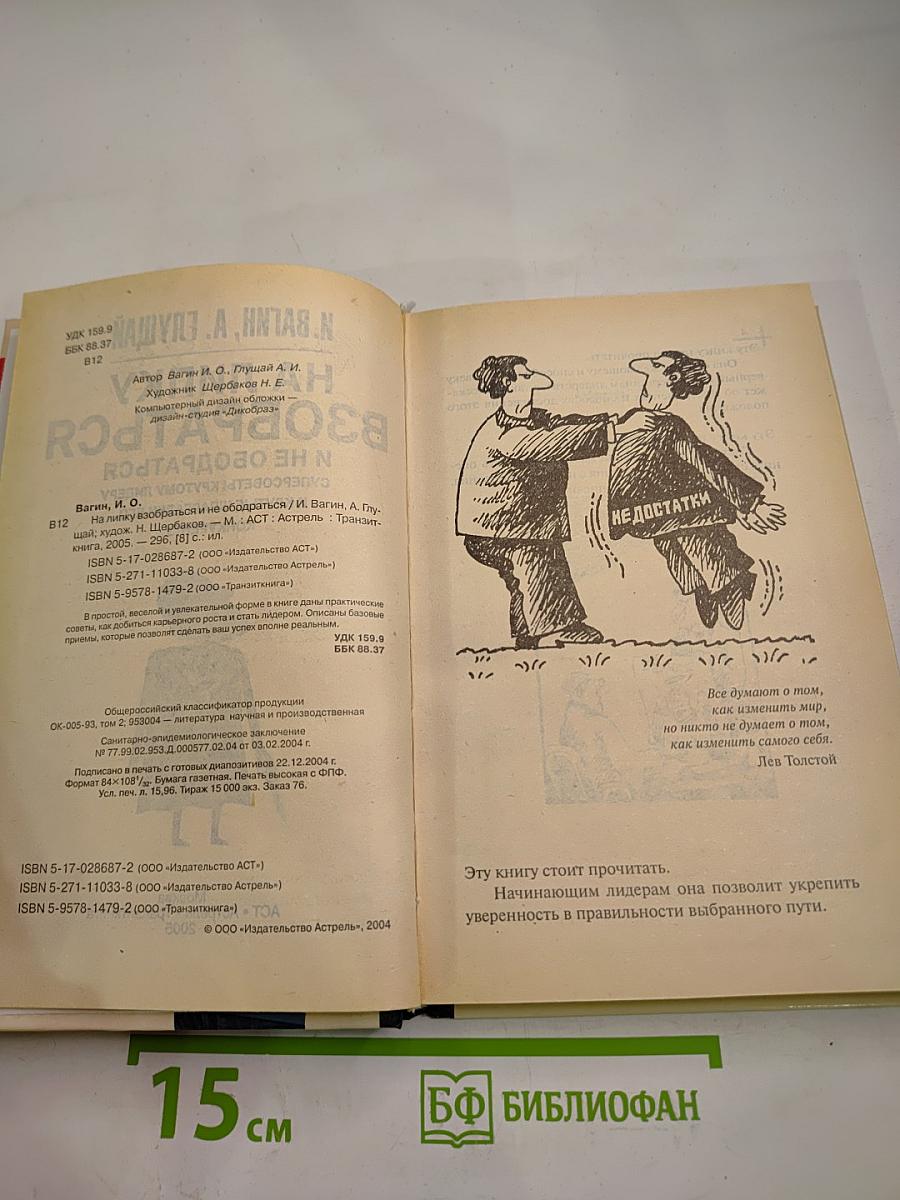 УДК 159.9
ББК 88.37
В12
Автор Вагин И. О., Глущай А. И.
Художник Щербаков Н. Е.
Компьютерный дизайн обложки —
дизайн-студия «Дикобраз»
Вагин, И. О.
В12 На липку взобраться и не ободраться / И. Вагин, А. Глу-
щай; худож. Н. Щербаков. — М. : АСТ : Астрель : Транзит-
книга, 2005. — 296, [8] с.: ил.
ISBN 5-17-028687-2 (ООО «Издательство АСТ»)
ISBN 5-271-11033-8 (ООО «Издательство Астрель»)
ISBN 5-9578-1479-2 (ООО «Транзиткнига»)
В простой, веселой и увлекательной форме в книге даны практические
советы, как добиться карьерного роста и стать лидером. Описаны базовые
приемы, которые позволят сделать ваш успех вполне реальным.
УДК 159.9
ББК 88.37
Общероссийский классификатор продукции
ОК-005-93, том 2; 953004 — литература научная и производственная
Санитарно-эпидемиологическое заключение
№ 77.99.02.953.Д.000577.02.04 от 03.02.2004 г.
Подписано в печать с готовых диапозитивов 22.12.2004 г.
Формат 84×108 1/32. Бумага газетная. Печать высокая с ФПФ.
Усл. печ. л. 15,96. Тираж 15 000 экз. Заказ 76.
ISBN 5-17-028687-2 (ООО «Издательство АСТ»)
ISBN 5-271-11033-8 (ООО «Издательство Астрель»)
ISBN 5-9578-1479-2 (ООО «Транзиткнига»)
© ООО «Издательство Астрель», 2004
НЕДОСТАТКИ
Все думают о том,
как изменить мир,
но никто не думает о том,
как изменить самого себя.
Лев Толстой
Эту книгу стоит прочитать.
Начинающим лидерам она позволит укрепить
уверенность в правильности выбранного пути.
15 см
БФ БИБЛИОФАН